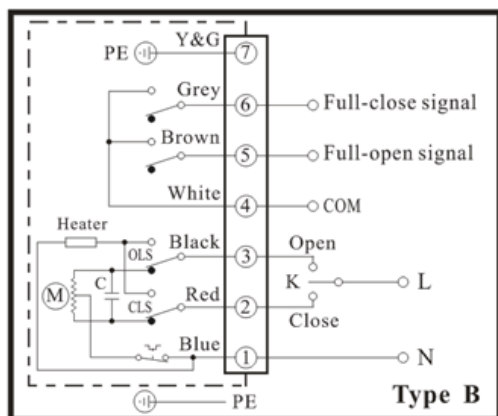 Y&G
PE 7
Grey
6 Full-close signal
Brown
5 Full-open signal
White
4 COM
Heater
OLS Black 3 Open
M C K L
CLS Red 2 Close
Blue
1 N
PE
Type B